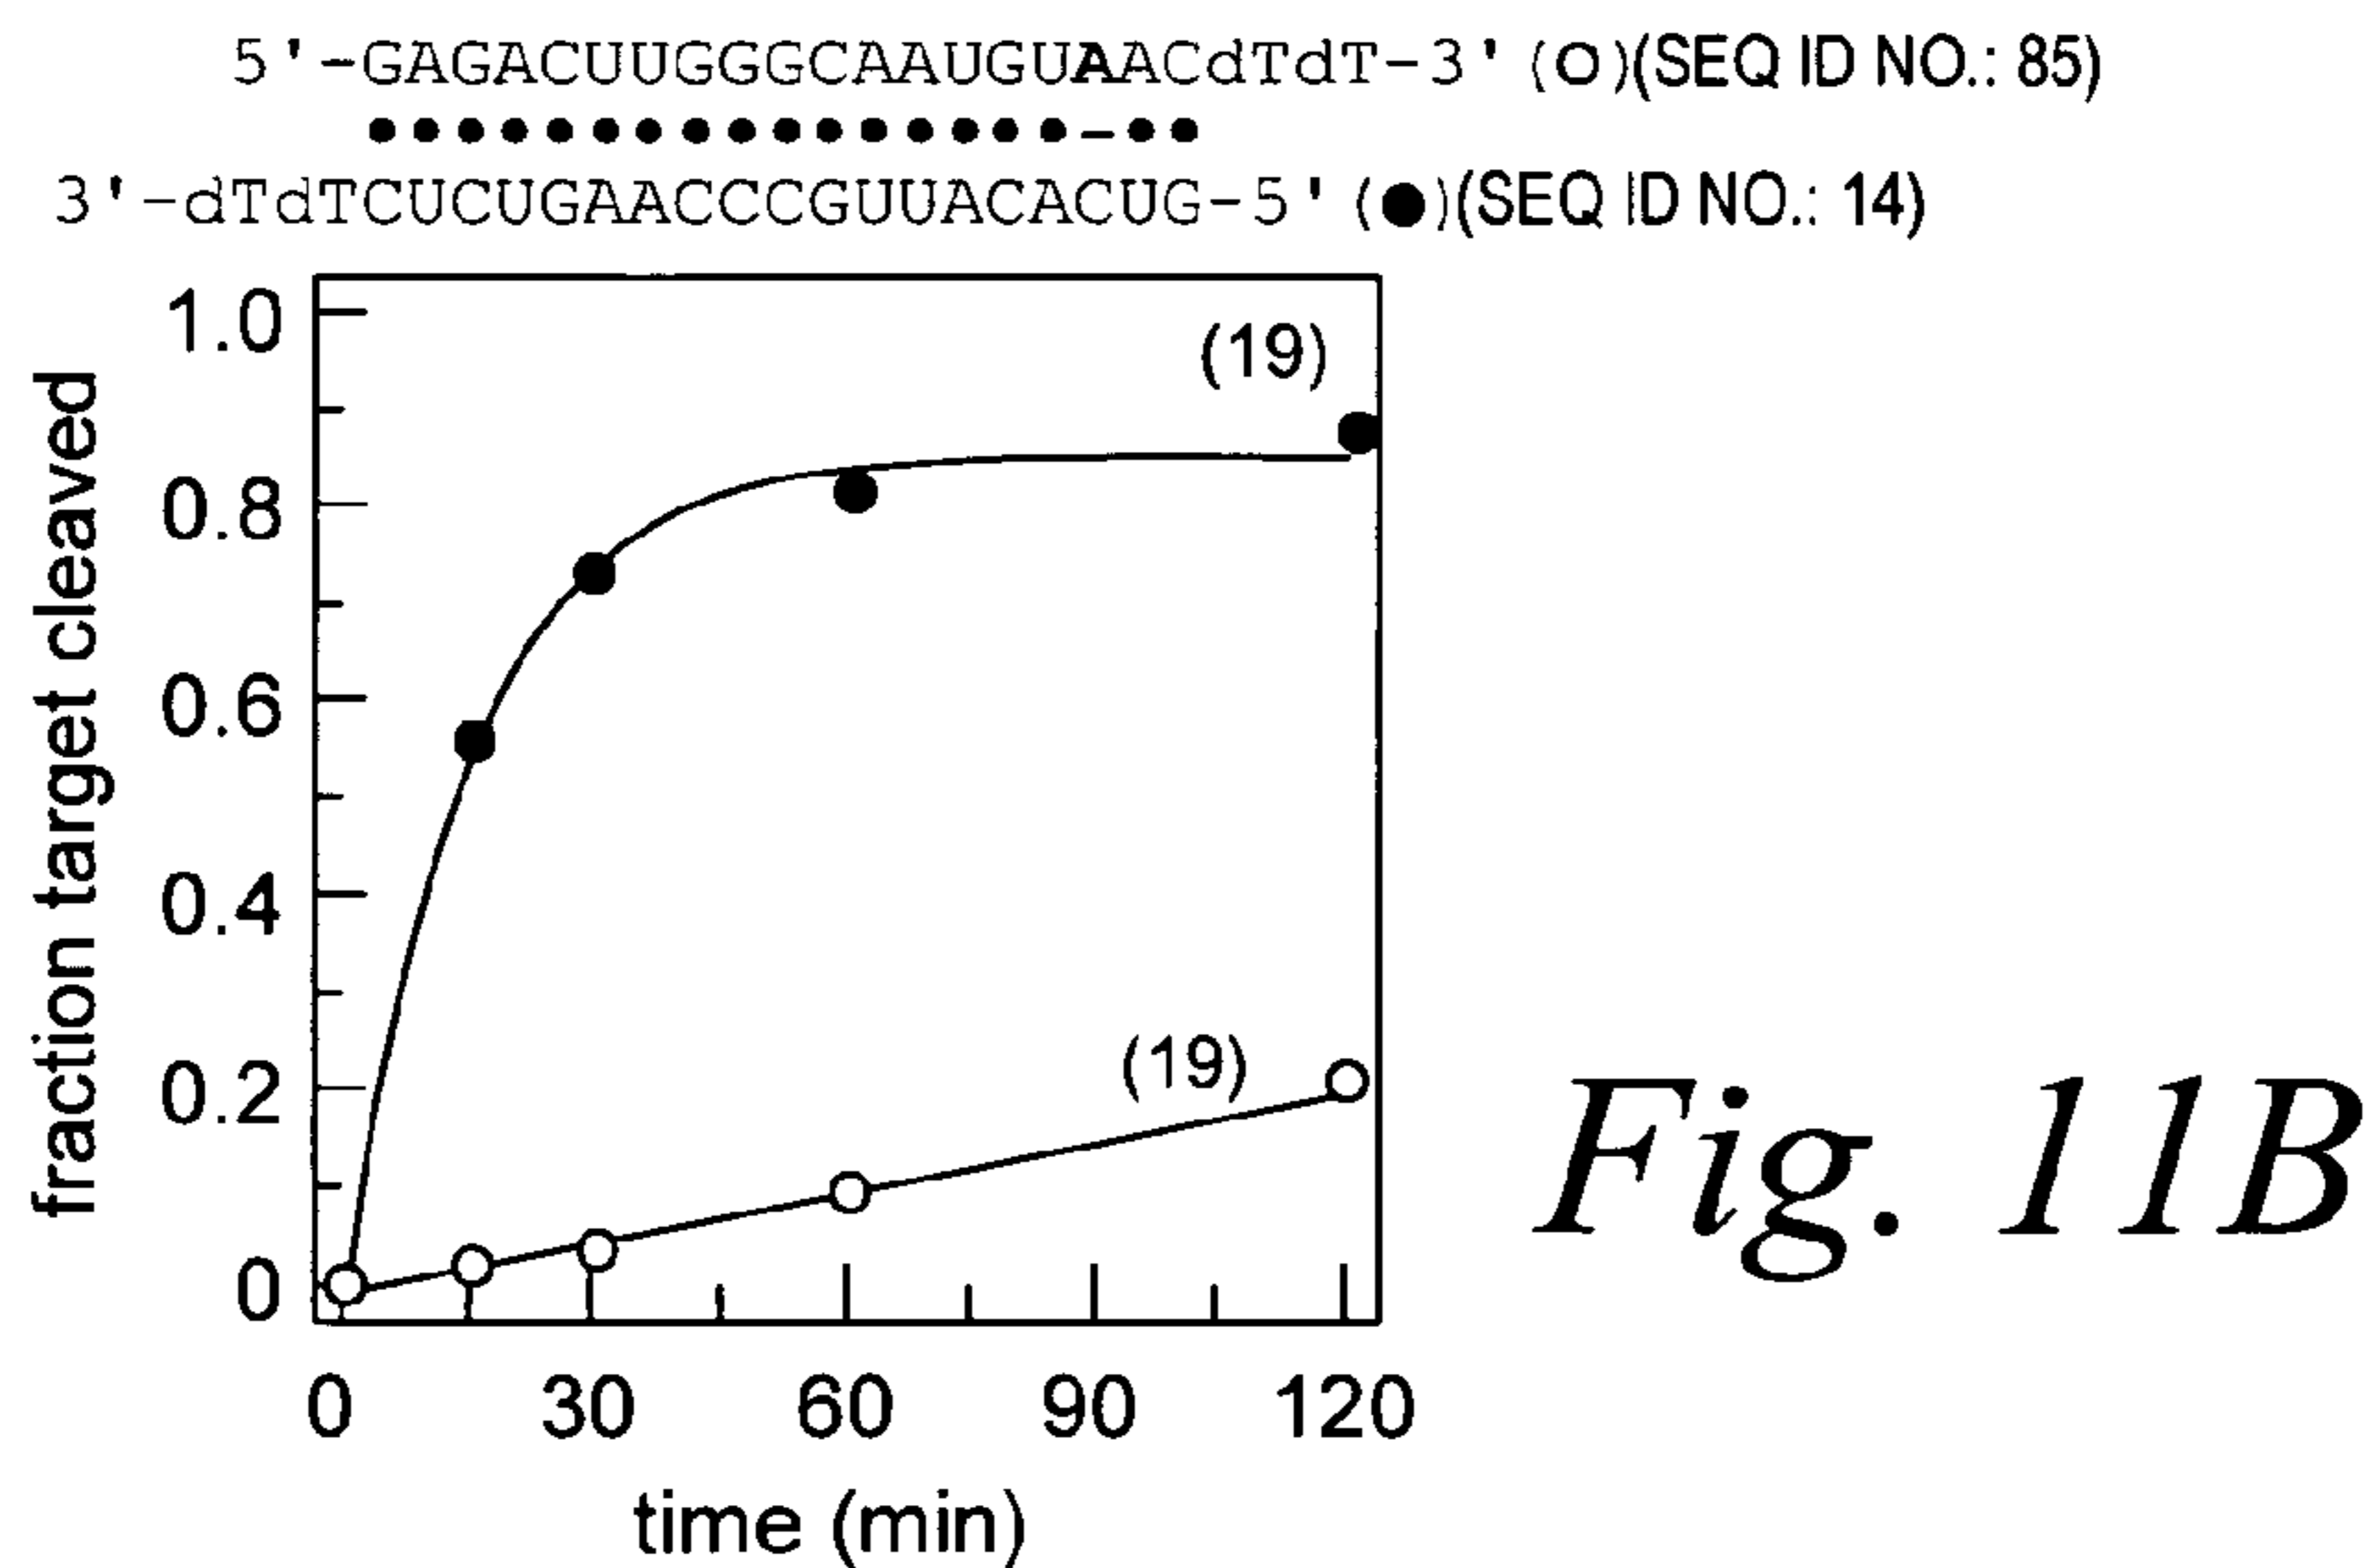 5'-GAGACUUGGGCAAUGUAACdTdT-3' (O)(SEQ ID NO.: 85)
●●●●●●●●●●●●●●●●–●●
3'-dTdTCUCUGAACCCGUUACACUG-5' (●)(SEQ ID NO.: 14)
1.0
0.8
0.6
0.4
0.2
0
fraction target cleaved
(19)
(19)
0 30 60 90 120
time (min)
Fig. 11B